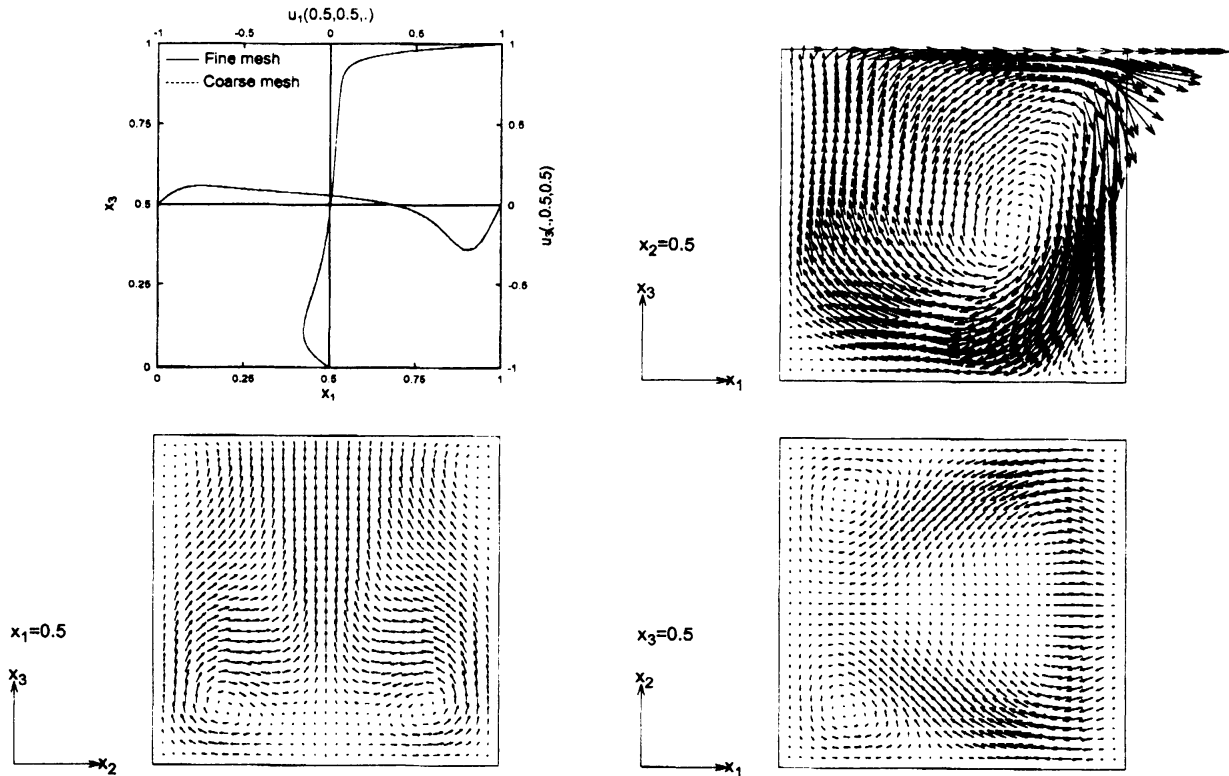 u1(0.5,0.5,.)
-1 -0.5 0 0.5 1
1 0.75 0.5 0.25 0
x3
Fine mesh
Coarse mesh
1 0.5 0 -0.5 -1
u3(.,0.5,0.5)
0 0.25 0.5 0.75 1
x1
x2=0.5
x3
x1
x1=0.5
x3
x2
x3=0.5
x2
x1